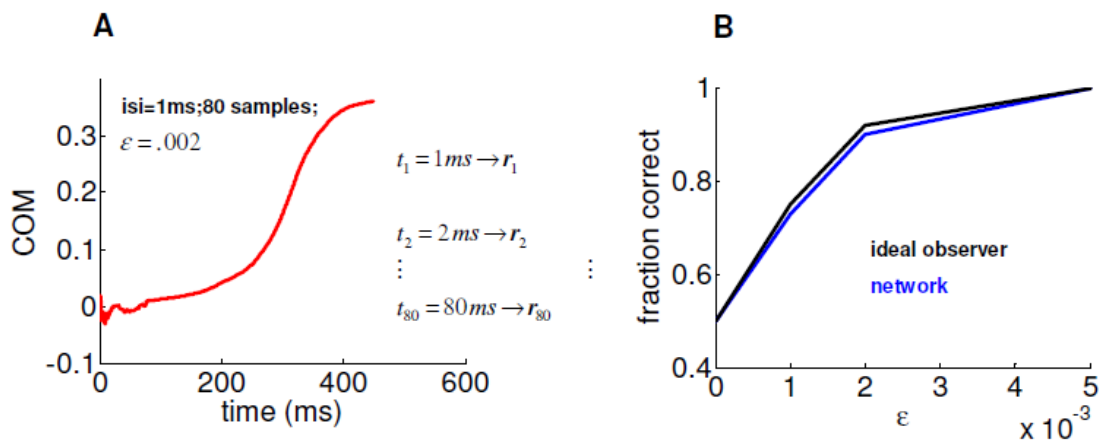 A
isi=1ms;80 samples;
ε = .002
t₁ = 1ms → r₁
t₂ = 2ms → r₂
⋮ ⋮
t₈₀ = 80ms → r₈₀
COM
0.3
0.2
0.1
0
-0.1
0 200 400 600
time (ms)
B
fraction correct
1
0.8
0.6
0.4
ideal observer
network
0 1 2 3 4 5
ε
x 10⁻³